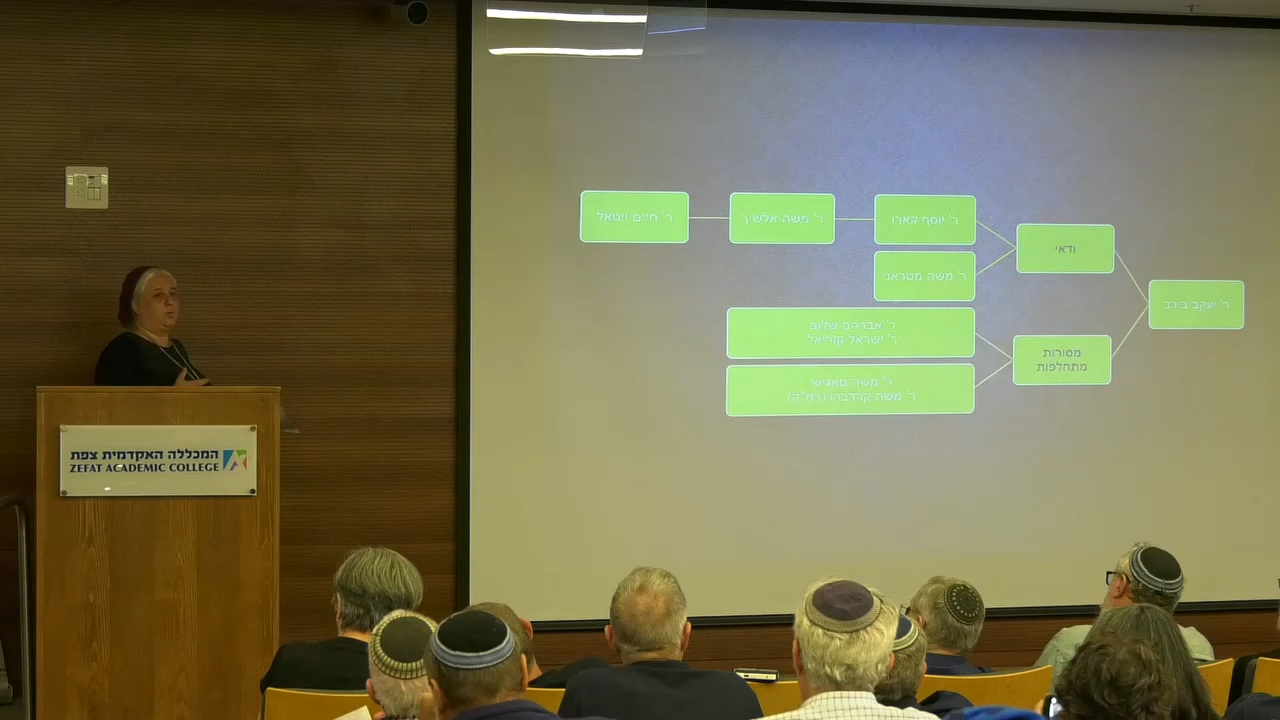 המכללה האקדמית צפת
ZEFAT ACADEMIC COLLEGE
ר' יעקב בירב
ודאי
ר' יוסף קארו
ר' משה אלשיך
ר' חיים ויטאל
ר' משה מטראני
מסורות
מתחלפות
ר' אברהם שלום
ר' ישראל קוריאל
ר' משה סאגיש
ר' משה קרדברו (רמ"ק)